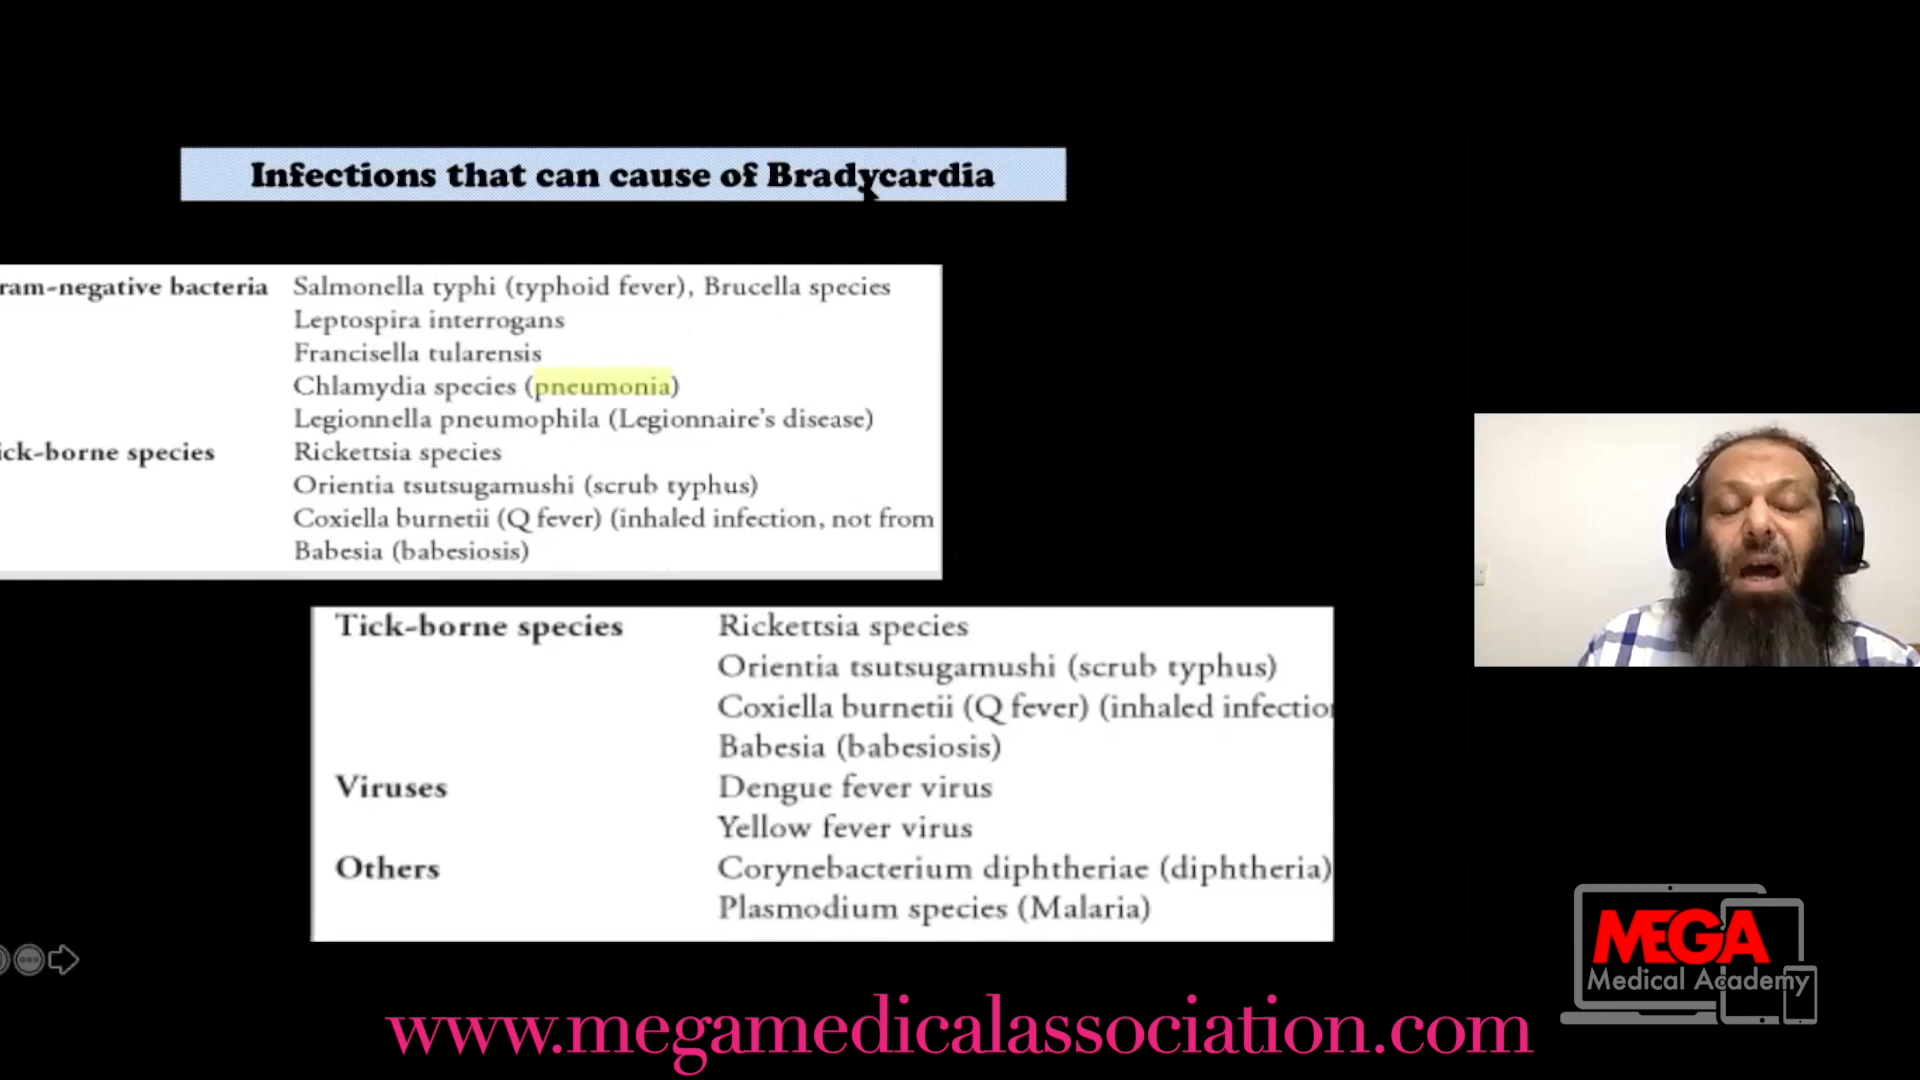 Infections that can cause of Bradycardia
ram-negative bacteria Salmonella typhi (typhoid fever), Brucella species
Leptospira interrogans
Francisella tularensis
Chlamydia species (pneumonia)
Legionnella pneumophila (Legionnaire's disease)
ick-borne species Rickettsia species
Orientia tsutsugamushi (scrub typhus)
Coxiella burnetii (Q fever) (inhaled infection, not from
Babesia (babesiosis)
Tick-borne species Rickettsia species
Orientia tsutsugamushi (scrub typhus)
Coxiella burnetii (Q fever) (inhaled infectio
Babesia (babesiosis)
Viruses Dengue fever virus
Yellow fever virus
Others Corynebacterium diphtheriae (diphtheria)
Plasmodium species (Malaria)
MEGA
Medical Academy
www.megamedicalassociation.com